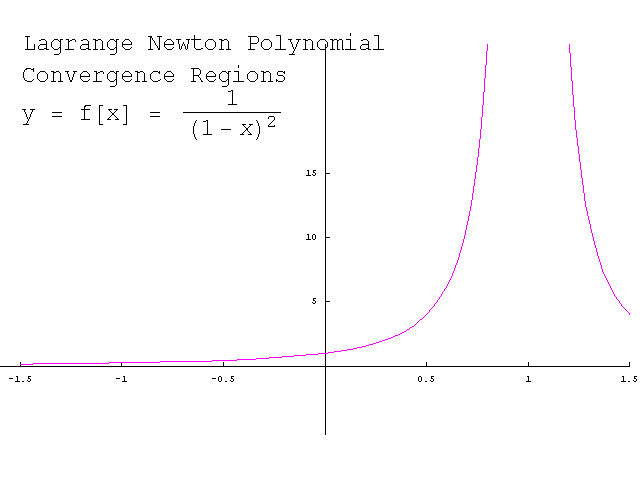 Lagrange Newton Polynomial
Convergence Regions
y = f[x] = 1/(1-x)^2
15
10
5
-1.5 -1 -0.5 0.5 1 1.5